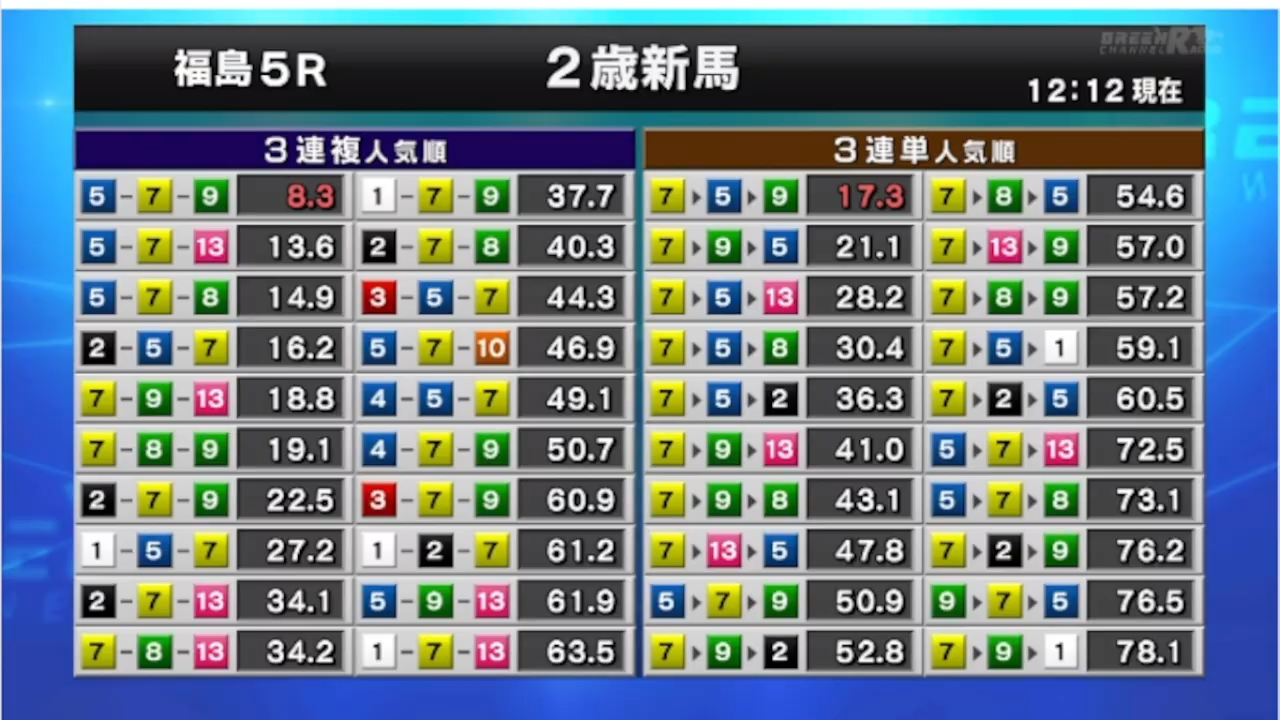 福島5R
2歳新馬
GREEN CHANNEL
12:12現在
3連複人気順
3連単人気順
5-7-9 8.3 1-7-9 37.7 7▸5▸9 17.3 7▸8▸5 54.6
5-7-13 13.6 2-7-8 40.3 7▸9▸5 21.1 7▸13▸9 57.0
5-7-8 14.9 3-5-7 44.3 7▸5▸13 28.2 7▸8▸9 57.2
2-5-7 16.2 5-7-10 46.9 7▸5▸8 30.4 7▸5▸1 59.1
7-9-13 18.8 4-5-7 49.1 7▸5▸2 36.3 7▸2▸5 60.5
7-8-9 19.1 4-7-9 50.7 7▸9▸13 41.0 5▸7▸13 72.5
2-7-9 22.5 3-7-9 60.9 7▸9▸8 43.1 5▸7▸8 73.1
1-5-7 27.2 1-2-7 61.2 7▸13▸5 47.8 7▸2▸9 76.2
2-7-13 34.1 5-9-13 61.9 5▸7▸9 50.9 9▸7▸5 76.5
7-8-13 34.2 1-7-13 63.5 7▸9▸2 52.8 7▸9▸1 78.1